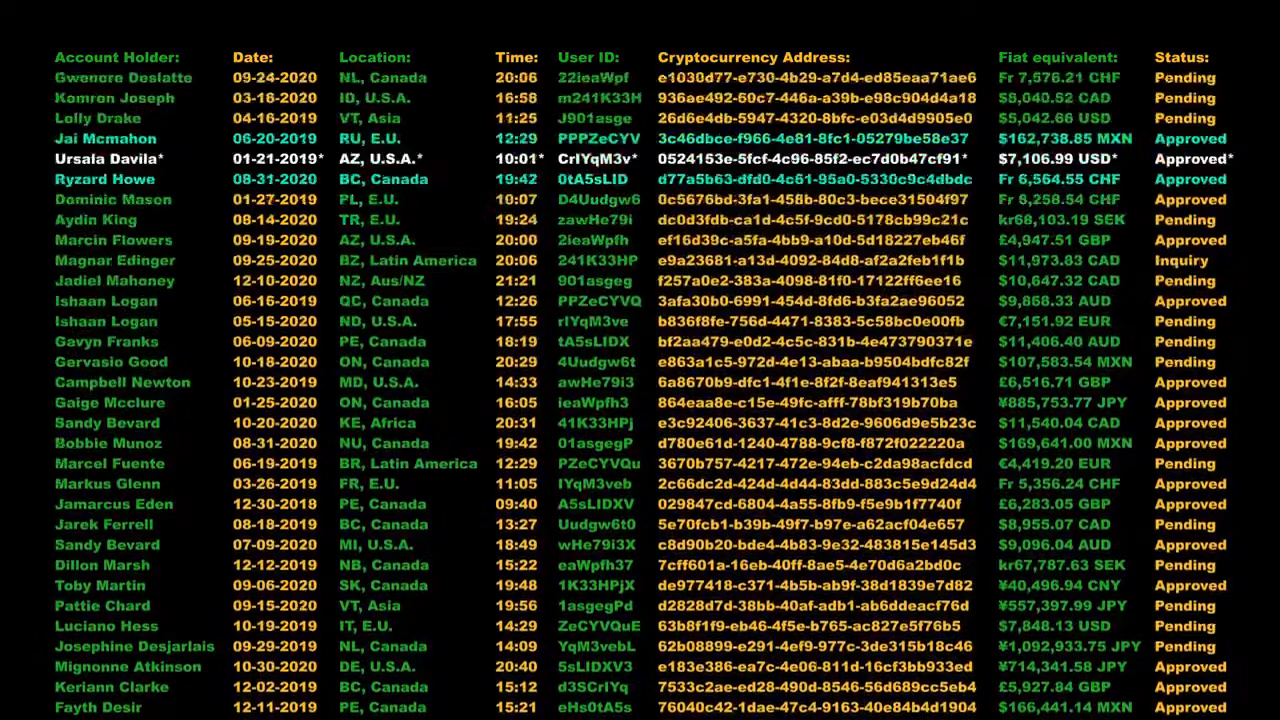 Account Holder: Date: Location: Time: User ID: Cryptocurrency Address: Fiat equivalent: Status:
Gwenore Deslatte 09-24-2020 NL, Canada 20:06 22ieaWpf e1030d77-e730-4b29-a7d4-ed85eaa71ae6 Fr 7,576.21 CHF Pending
Kamron Joseph 03-18-2020 ID, U.S.A. 16:58 m241K33H 936ae492-60c7-446a-a39b-e98c904d4a18 $8,040.52 CAD Pending
Lolly Drake 04-16-2019 VT, Asia 11:25 J901asge 26d6e4db-5947-4320-8bfc-e03d4d9905e0 $5,042.66 USD Pending
Jai Mcmahon 06-20-2019 RU, E.U. 12:29 PPPZeCYV 3c46dbce-f966-4e81-8fc1-05279be58e37 $162,738.85 MXN Approved
Ursala Davila* 01-21-2019* AZ, U.S.A.* 10:01* CrIYqM3v* 0524153e-5fcf-4c96-85f2-ec7d0b47cf91* $7,106.99 USD* Approved*
Ryzard Howe 08-31-2020 BC, Canada 19:42 0tA5sLID d77a5b63-dfd0-4c61-95a0-5330c9c4dbdc Fr 6,564.55 CHF Approved
Dominic Mason 01-27-2019 PL, E.U. 10:07 D4Uudgw6 0c5676bd-3fa1-458b-80c3-bece31504f97 Fr 6,258.54 CHF Approved
Aydin King 08-14-2020 TR, E.U. 19:24 zawHe79i dc0d3fdb-ca1d-4c5f-9cd0-5178cb99c21c kr68,103.19 SEK Pending
Marcin Flowers 09-19-2020 AZ, U.S.A. 20:00 2ieaWpfh ef16d39c-a5fa-4bb9-a10d-5d18227eb46f £4,947.51 GBP Approved
Magnar Edinger 09-25-2020 BZ, Latin America 20:06 241K33HP e9a23681-a13d-4092-84d8-af2a2feb1f1b $11,973.83 CAD Inquiry
Jadiel Mahoney 12-10-2020 NZ, Aus/NZ 21:21 901asgeg f257a0e2-383a-4098-81f0-17122ff6ee16 $10,647.32 CAD Pending
Ishaan Logan 06-16-2019 QC, Canada 12:26 PPZeCYVQ 3afa30b0-6991-454d-8fd6-b3fa2ae96052 $9,868.33 AUD Approved
Ishaan Logan 05-15-2020 ND, U.S.A. 17:55 rIYqM3ve b836f8fe-756d-4471-8383-5c58bc0e00fb €7,151.92 EUR Pending
Gavyn Franks 06-09-2020 PE, Canada 18:19 tA5sLIDX bf2aa479-e0d2-4c5c-831b-4e473790371e $11,406.40 AUD Pending
Gervasio Good 10-18-2020 ON, Canada 20:29 4Uudgw6t e863a1c5-972d-4e13-abaa-b9504bdfc82f $107,583.54 MXN Pending
Campbell Newton 10-23-2019 MD, U.S.A. 14:33 awHe79i3 6a8670b9-dfc1-4f1e-8f2f-8eaf941313e5 £6,516.71 GBP Approved
Gaige Mcclure 01-25-2020 ON, Canada 16:05 ieaWpfh3 864eaa8e-c15e-49fc-afff-78bf319b70ba ¥885,753.77 JPY Approved
Sandy Bevard 10-20-2020 KE, Africa 20:31 41K33HPj e3c92406-3637-41c3-8d2e-9606d9e5b23c $11,540.04 CAD Approved
Bobbie Munoz 08-31-2020 NU, Canada 19:42 01asgegP d780e61d-1240-4788-9cf8-f872f022220a $169,641.00 MXN Approved
Marcel Fuente 06-19-2019 BR, Latin America 12:29 PZeCYVQu 3670b757-4217-472e-94eb-c2da98acfdcd €4,419.20 EUR Pending
Markus Glenn 03-26-2019 FR, E.U. 11:05 IYqM3veb 2c66dc2d-424d-4d44-83dd-883c5e9d24d4 Fr 5,356.24 CHF Pending
Jamarcus Eden 12-30-2018 PE, Canada 09:40 A5sLIDXV 029847cd-6804-4a55-8fb9-f5e9b1f7740f £6,283.05 GBP Approved
Jarek Ferrell 08-18-2019 BC, Canada 13:27 Uudgw6t0 5e70fcb1-b39b-49f7-b97e-a62acf04e657 $8,955.07 CAD Pending
Sandy Bevard 07-09-2020 MI, U.S.A. 18:49 wHe79i3X c8d90b20-bde4-4b83-9e32-483815e145d3 $9,096.04 AUD Approved
Dillon Marsh 12-12-2019 NB, Canada 15:22 eaWpfh37 7cff601a-16eb-40ff-8ae5-4e70d6a2bd0c kr67,787.63 SEK Pending
Toby Martin 09-06-2020 SK, Canada 19:48 1K33HPjX de977418-c371-4b5b-ab9f-38d1839e7d82 ¥40,496.94 CNY Approved
Pattie Chard 09-15-2020 VT, Asia 19:56 1asgegPd d2828d7d-38bb-40af-adb1-ab6ddeacf76d ¥557,397.99 JPY Pending
Luciano Hess 10-19-2019 IT, E.U. 14:29 ZeCYVQuE 63b8f1f9-eb46-4f5e-b765-ac827e5f76b5 $7,848.13 USD Pending
Josephine Desjarlais 09-29-2019 NL, Canada 14:09 YqM3vebL 62b08899-e291-4ef9-977c-3de315b18c46 ¥1,092,933.75 JPY Pending
Mignonne Atkinson 10-30-2020 DE, U.S.A. 20:40 5sLIDXV3 e183e386-ea7c-4e06-811d-16cf3bb933ed ¥714,341.58 JPY Approved
Keriann Clarke 12-02-2019 BC, Canada 15:12 d3SCrIYq 7533c2ae-ed28-490d-8546-56d689cc5eb4 £5,927.84 GBP Approved
Fayth Desir 12-11-2019 PE, Canada 15:21 eHs0tA5s 76040c42-1dae-47c4-9163-40e84b4d1904 $166,441.14 MXN Pending